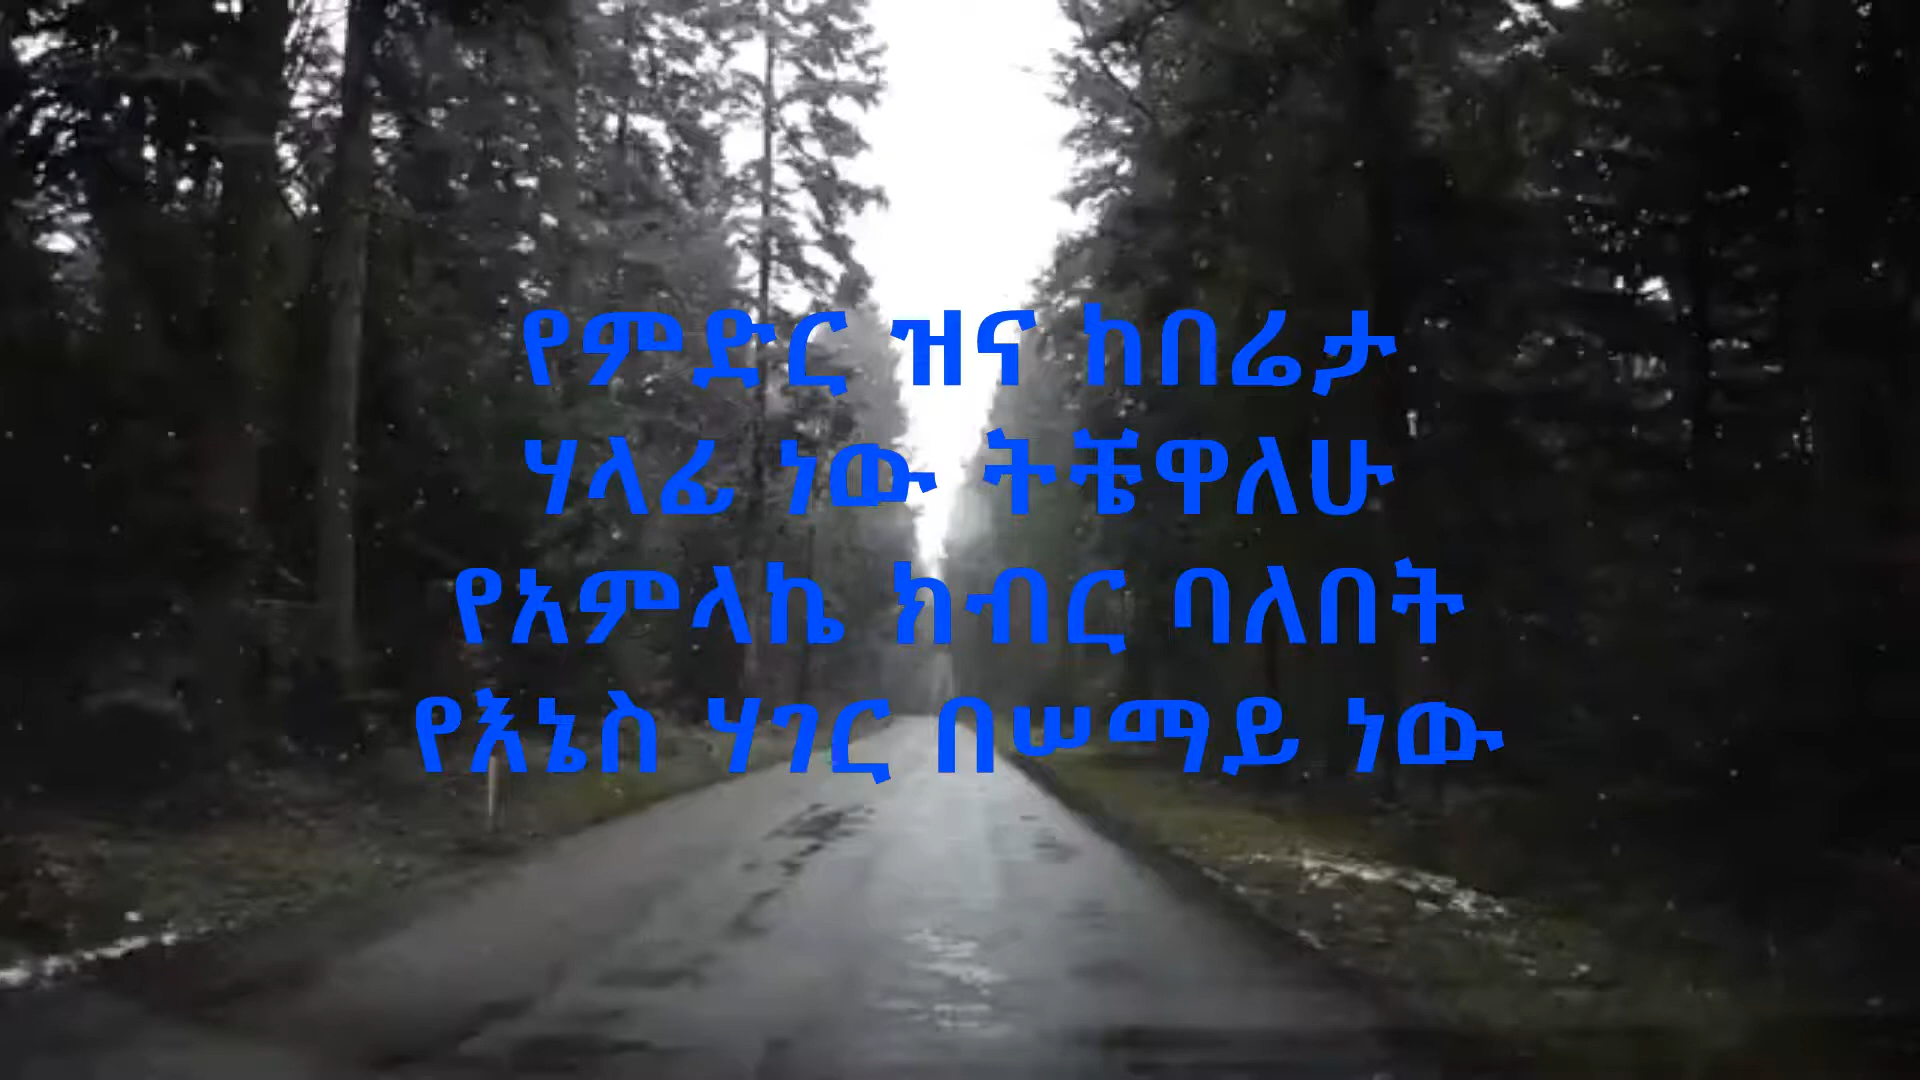 የምድር ዝና ከበሬታ
ሃላፊ ነው ትቼዋለሁ
የአምላኬ ክብር ባለበት
የእኔስ ሃገር በሠማይ ነው